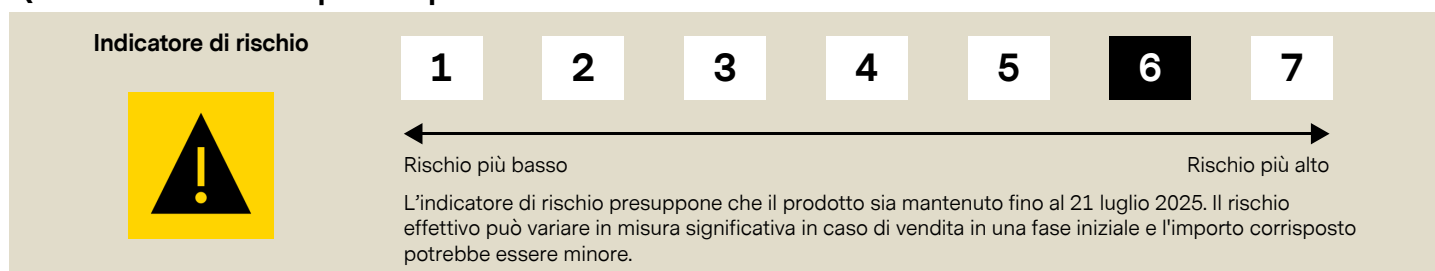 Indicatore di rischio
1 2 3 4 5 6 7
Rischio più basso Rischio più alto
L'indicatore di rischio presuppone che il prodotto sia mantenuto fino al 21 luglio 2025. Il rischio
effettivo può variare in misura significativa in caso di vendita in una fase iniziale e l'importo corrisposto
potrebbe essere minore.